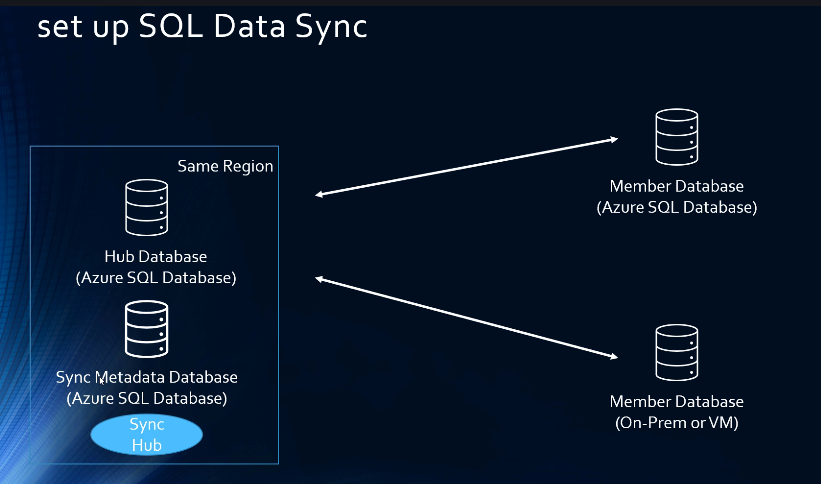 set up SQL Data Sync
Same Region
Hub Database
(Azure SQL Database)
Sync Metadata Database
(Azure SQL Database)
Sync
Hub
Member Database
(Azure SQL Database)
Member Database
(On-Prem or VM)